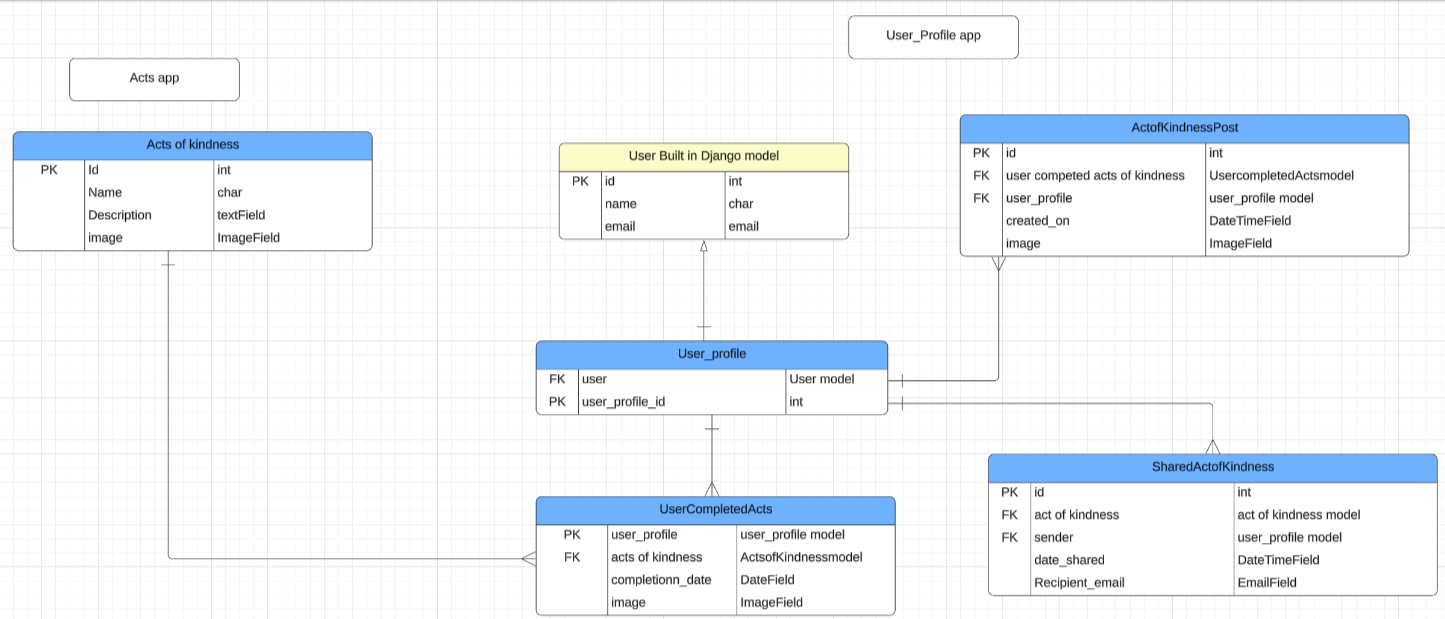 User_Profile app
Acts app
Acts of kindness
PK Id int
Name char
Description textField
image ImageField
User Built in Django model
PK id int
name char
email email
ActofKindnessPost
PK id int
FK user competed acts of kindness UsercompletedActsmodel
FK user_profile user_profile model
created_on DateTimeField
image ImageField
User_profile
FK user User model
PK user_profile_id int
SharedActofKindness
PK id int
FK act of kindness act of kindness model
FK sender user_profile model
date_shared DateTimeField
Recipient_email EmailField
UserCompletedActs
PK user_profile user_profile model
FK acts of kindness ActsofKindnessmodel
completionn_date DateField
image ImageField